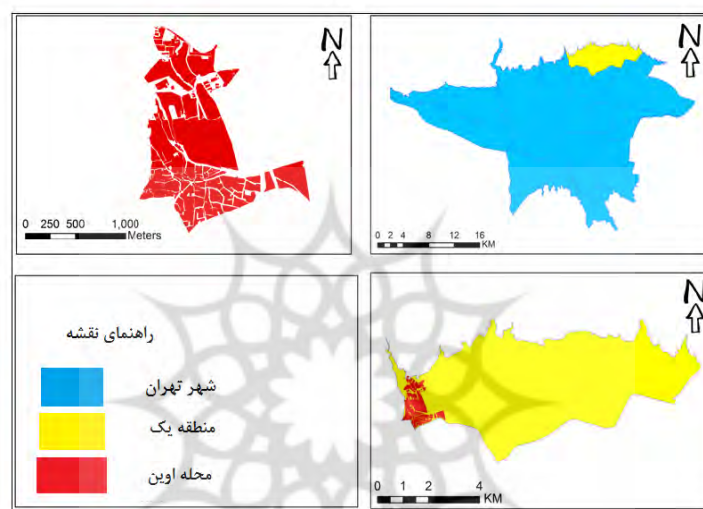 N
0 250 500 1,000
Meters
N
0 2 4 8 12 16
KM
راهنمای نقشه
شهر تهران
منطقه یک
محله اوین
N
0 1 2 4
KM